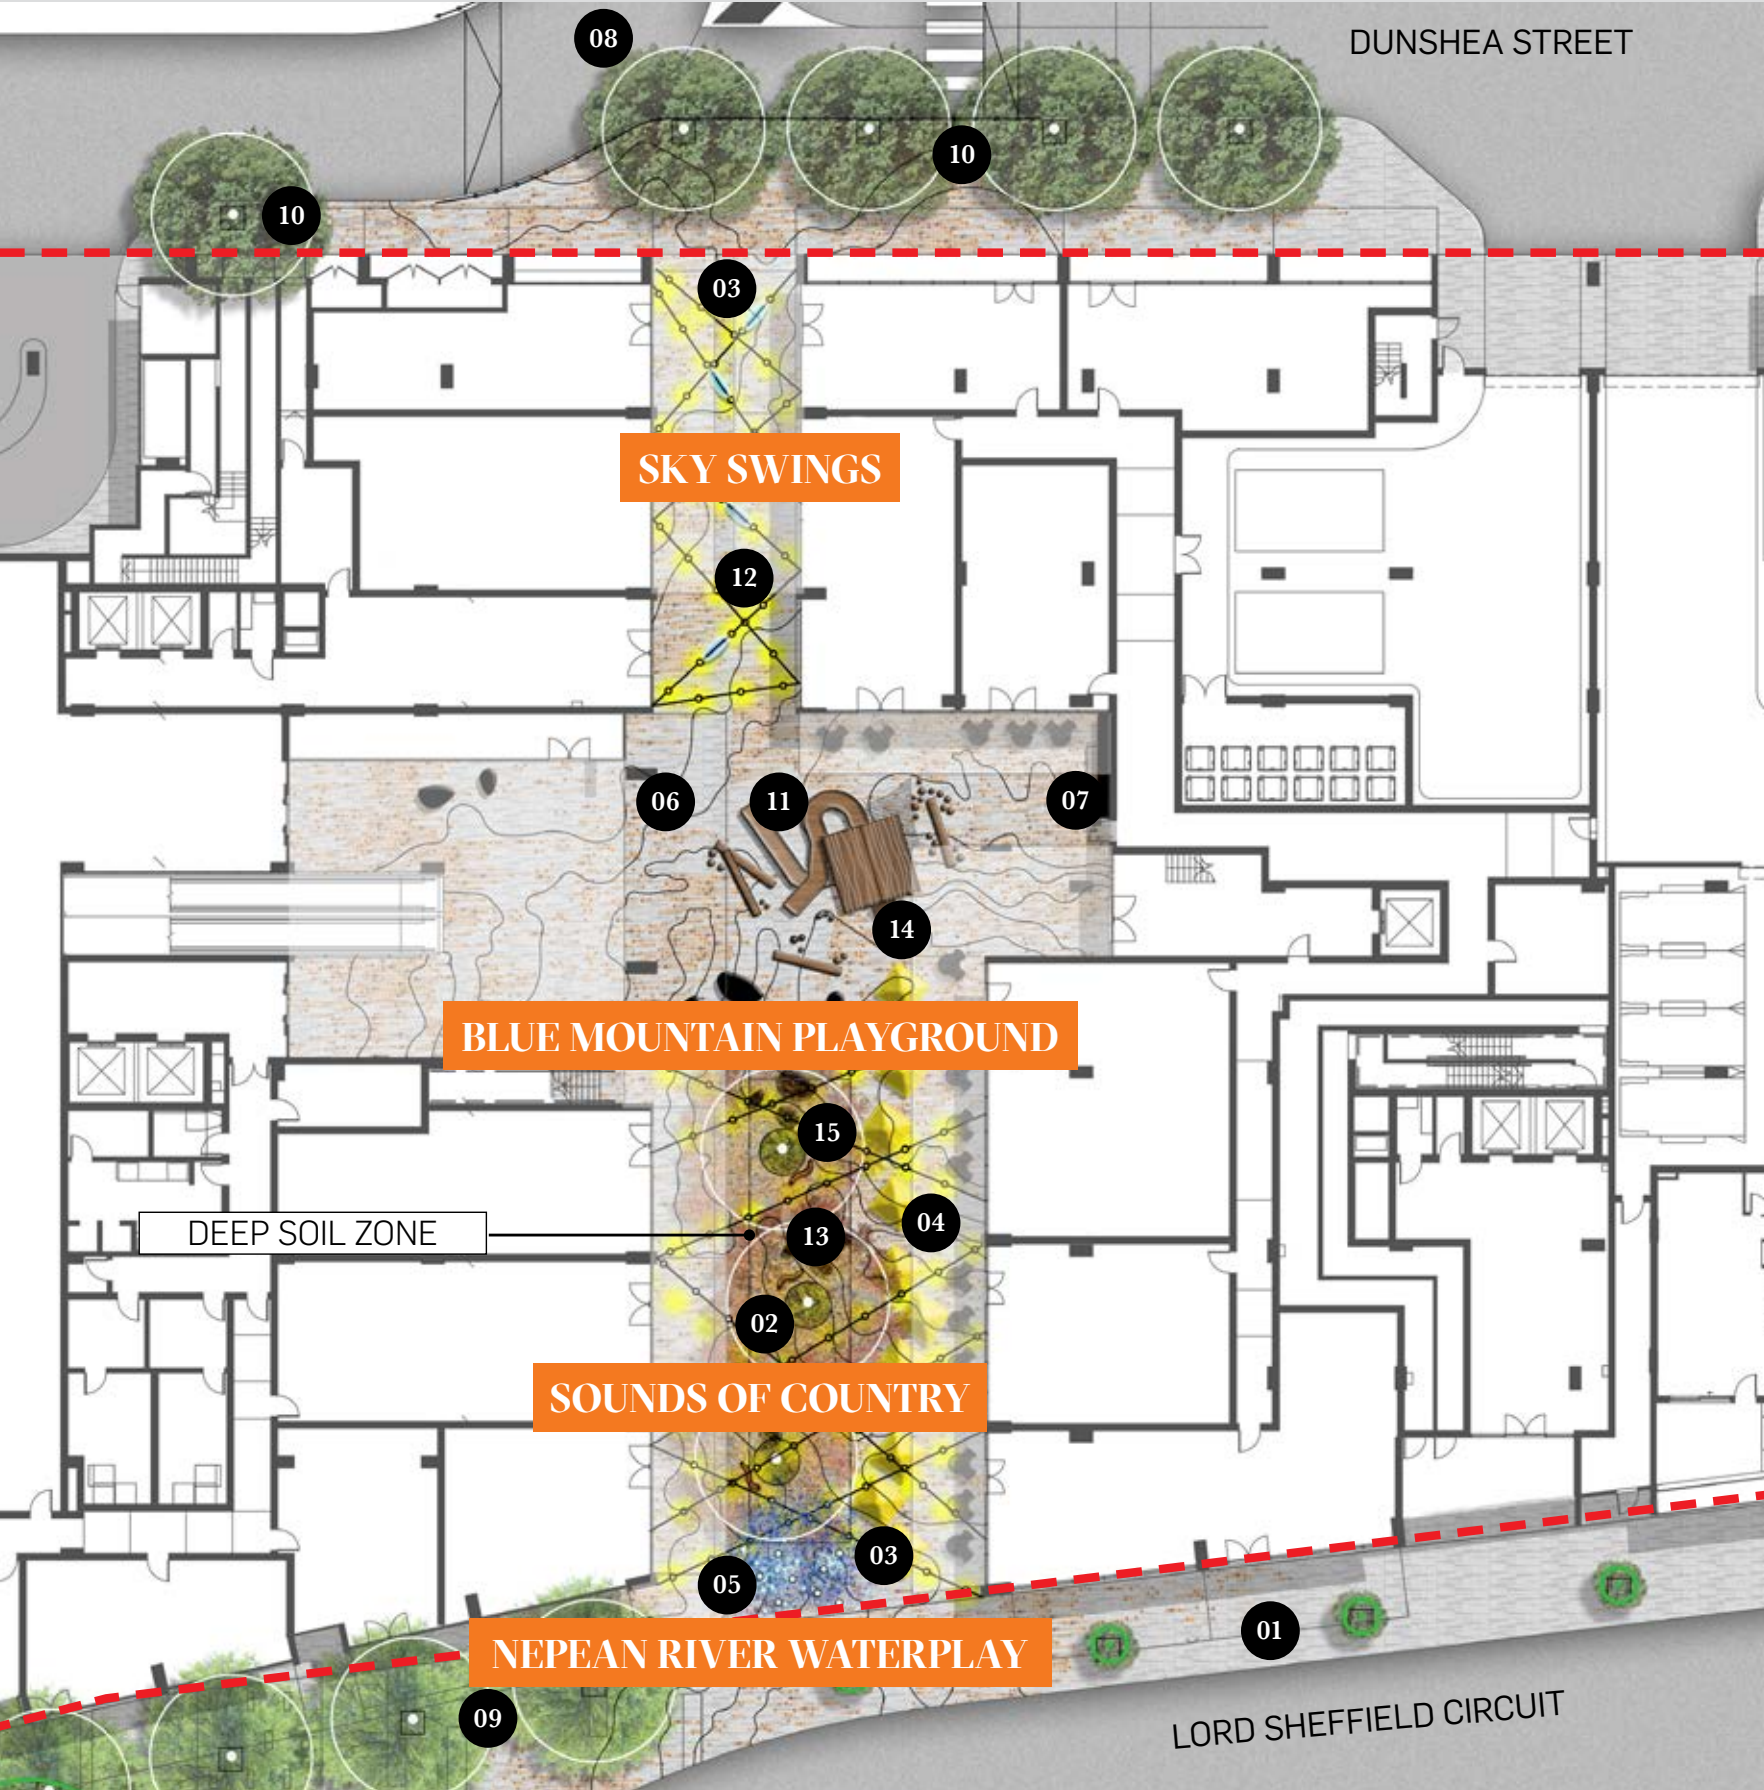 08
DUNSHEA STREET
10
10
03
SKY SWINGS
12
06
11
07
14
BLUE MOUNTAIN PLAYGROUND
15
04
DEEP SOIL ZONE
13
02
SOUNDS OF COUNTRY
03
05
01
NEPEAN RIVER WATERPLAY
09
LORD SHEFFIELD CIRCUIT